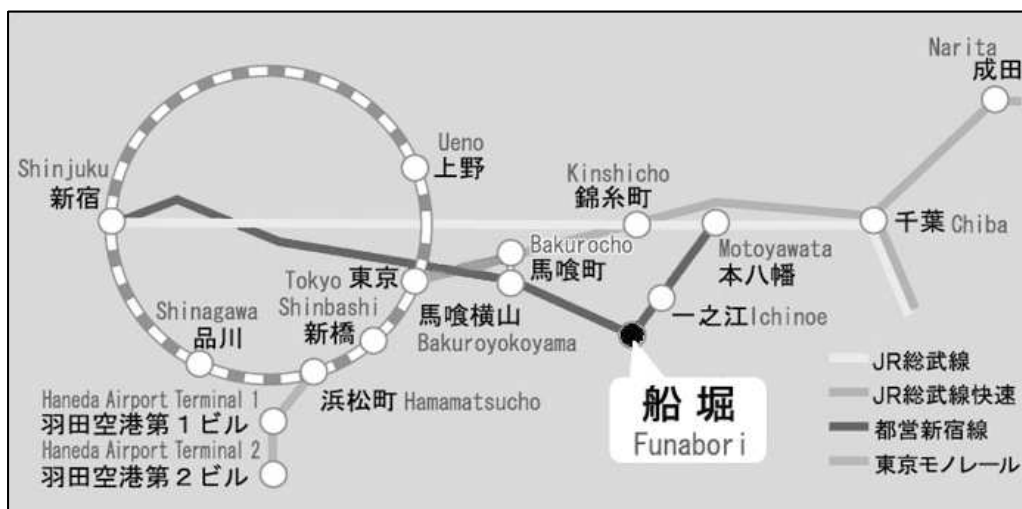 Narita
成田
Ueno
上野
Shinjuku
新宿
Kinshicho
錦糸町
千葉 Chiba
Bakurocho
馬喰町
Motoyawata
本八幡
Tokyo 東京
Shinbashi
新橋
Shinagawa
品川
馬喰横山
Bakuroyokoyama
一之江 Ichinoe
船堀
Funabori
浜松町 Hamamatsucho
Haneda Airport Terminal 1
羽田空港第1ビル
Haneda Airport Terminal 2
羽田空港第2ビル
JR総武線
JR総武線快速
都営新宿線
東京モノレール